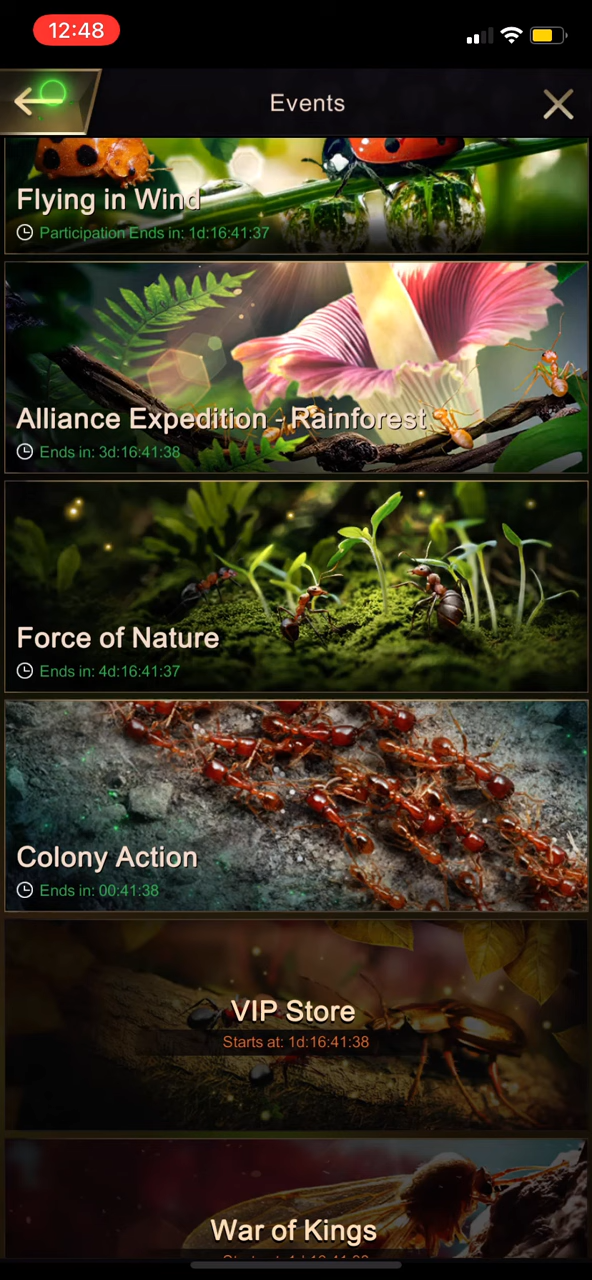 12:48
Events
Flying in Wind
Participation Ends in: 1d:16:41:37
Alliance Expedition - Rainforest
Ends in: 3d:16:41:38
Force of Nature
Ends in: 4d:16:41:37
Colony Action
Ends in: 00:41:38
VIP Store
Starts at: 1d:16:41:38
War of Kings